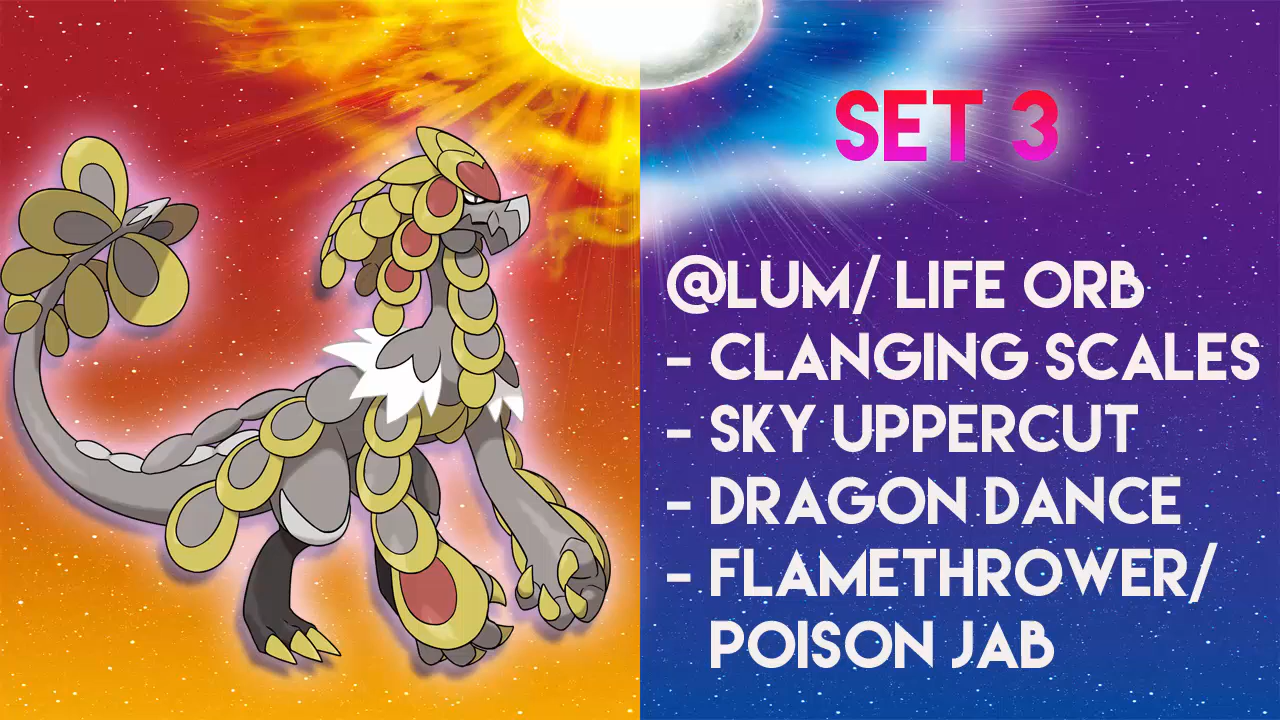 SET 3
@LUM/ LIFE ORB
- CLANGING SCALES
- SKY UPPERCUT
- DRAGON DANCE
- FLAMETHROWER/
POISON JAB